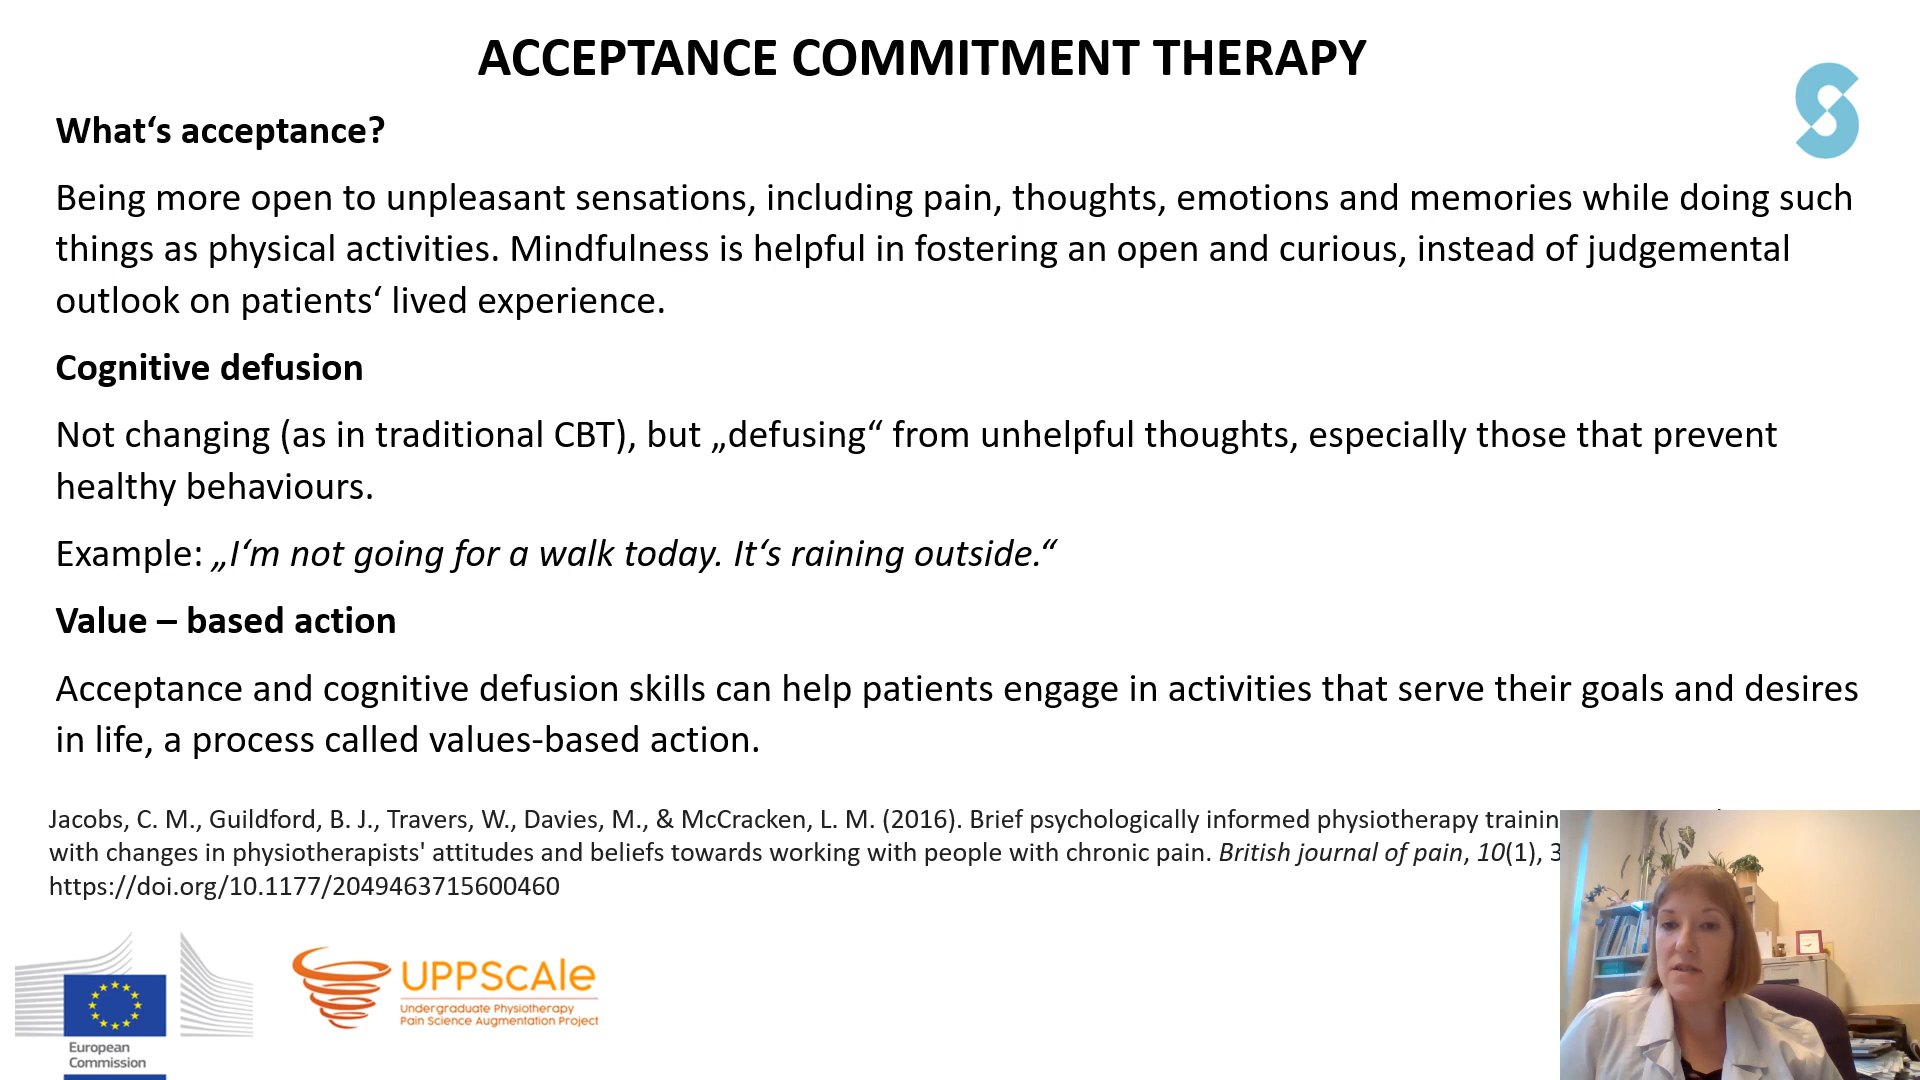 ACCEPTANCE COMMITMENT THERAPY
What‘s acceptance?
Being more open to unpleasant sensations, including pain, thoughts, emotions and memories while doing such
things as physical activities. Mindfulness is helpful in fostering an open and curious, instead of judgemental
outlook on patients‘ lived experience.
Cognitive defusion
Not changing (as in traditional CBT), but „defusing“ from unhelpful thoughts, especially those that prevent
healthy behaviours.
Example: „I‘m not going for a walk today. It‘s raining outside.“
Value – based action
Acceptance and cognitive defusion skills can help patients engage in activities that serve their goals and desires
in life, a process called values-based action.
Jacobs, C. M., Guildford, B. J., Travers, W., Davies, M., & McCracken, L. M. (2016). Brief psychologically informed physiotherapy trainin
with changes in physiotherapists' attitudes and beliefs towards working with people with chronic pain. British journal of pain, 10(1), 3
https://doi.org/10.1177/2049463715600460
UPPScAle
Undergraduate Physiotherapy
Pain Science Augmentation Project
European
Commission